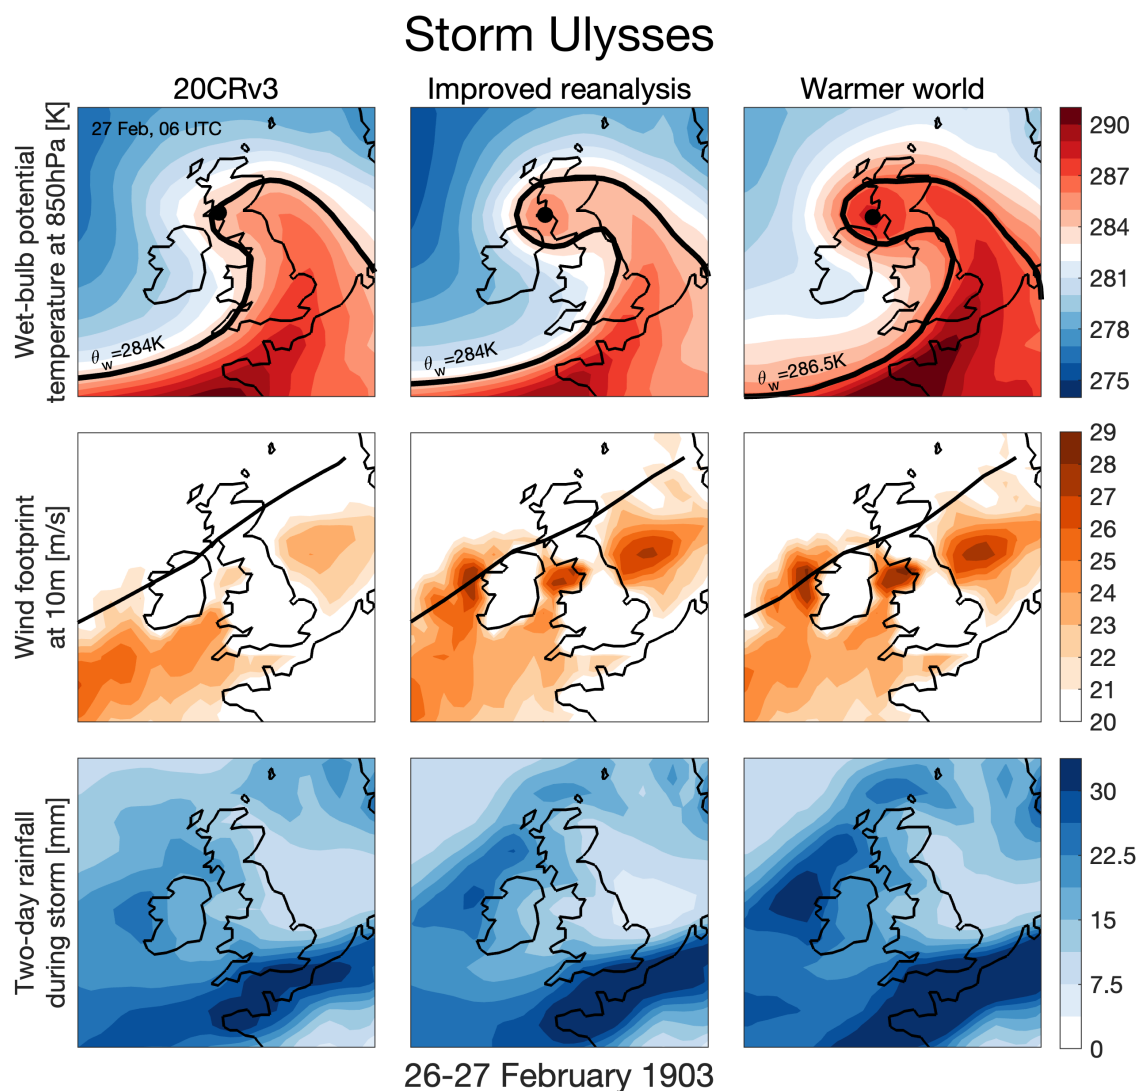 Storm Ulysses
20CRv3
Improved reanalysis
Warmer world
Wet-bulb potential
temperature at 850hPa [K]
27 Feb, 06 UTC
θw=284K
θw=284K
θw=286.5K
290
287
284
281
278
275
Wind footprint
at 10m [m/s]
29
28
27
26
25
24
23
22
21
20
Two-day rainfall
during storm [mm]
30
22.5
15
7.5
0
26-27 February 1903